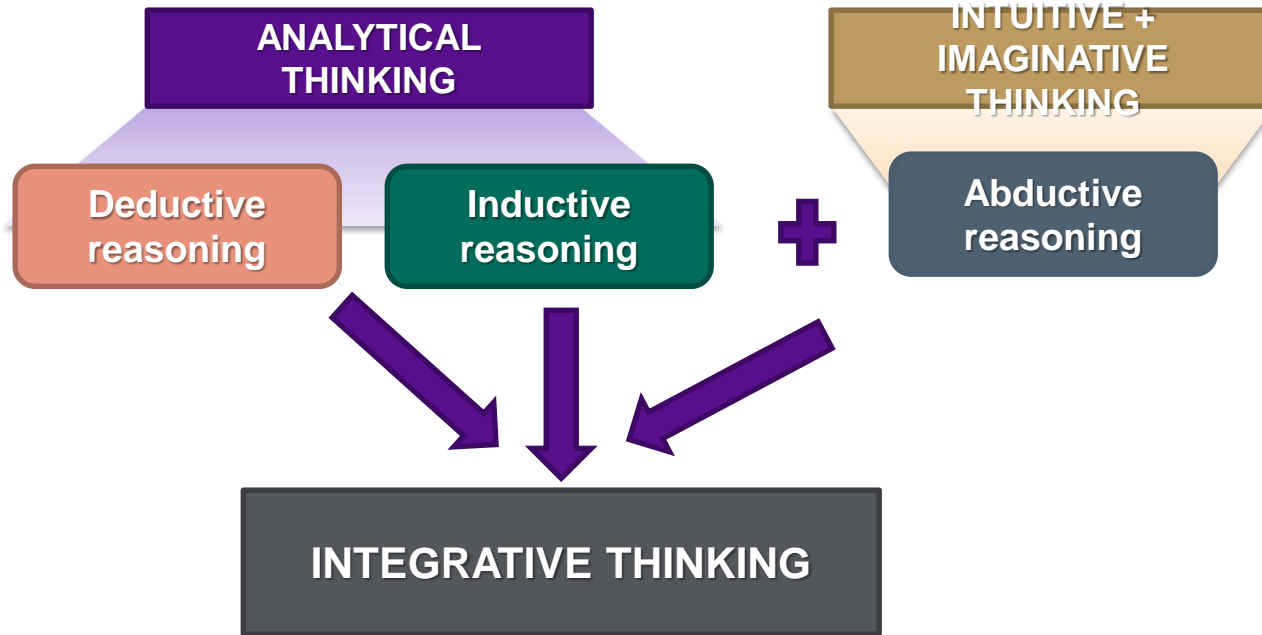 ANALYTICAL
THINKING
INTUITIVE +
IMAGINATIVE
THINKING
Deductive
reasoning
Inductive
reasoning
Abductive
reasoning
INTEGRATIVE THINKING